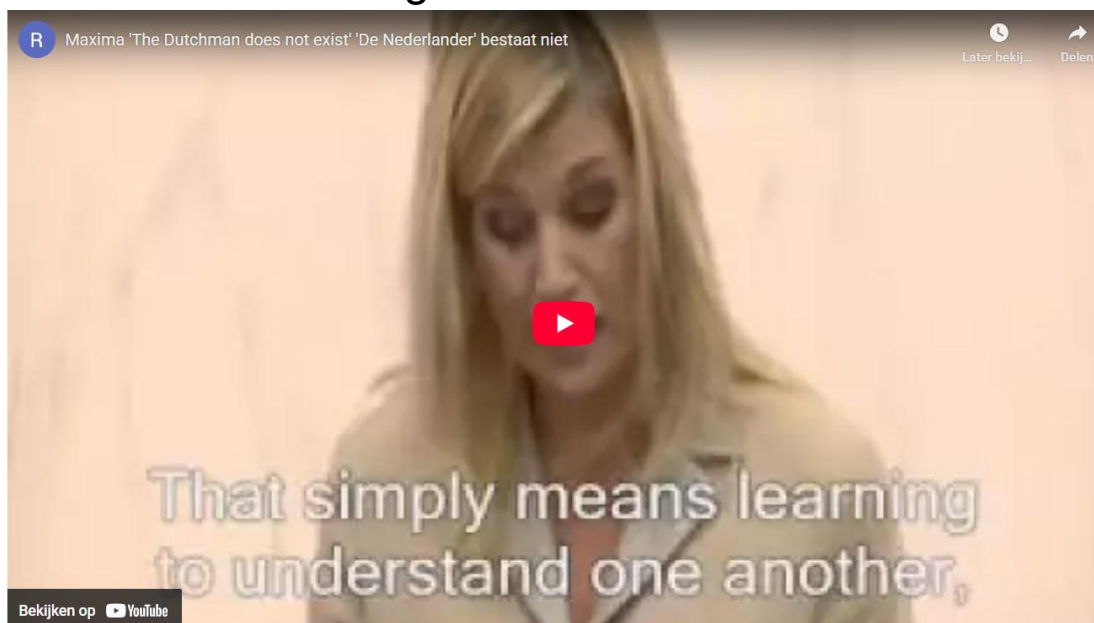 R
Maxima 'The Dutchman does not exist' 'De Nederlander' bestaat niet
Later bekij...
Delen
That simply means learning
to understand one another,
Bekijken op YouTube